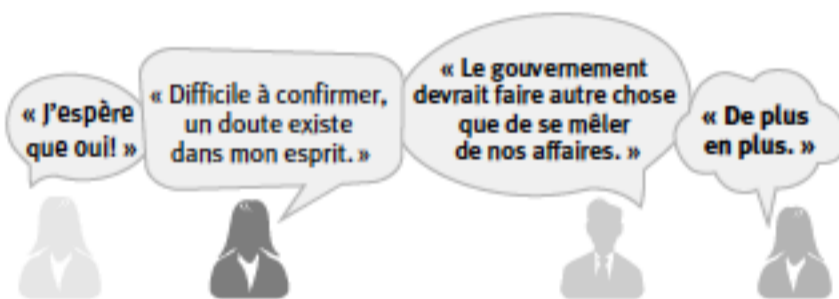 « J'espère
que oui! »
« Difficile à confirmer,
un doute existe
dans mon esprit. »
« Le gouvernement
devrait faire autre chose
que de se mêler
de nos affaires. »
« De plus
en plus. »